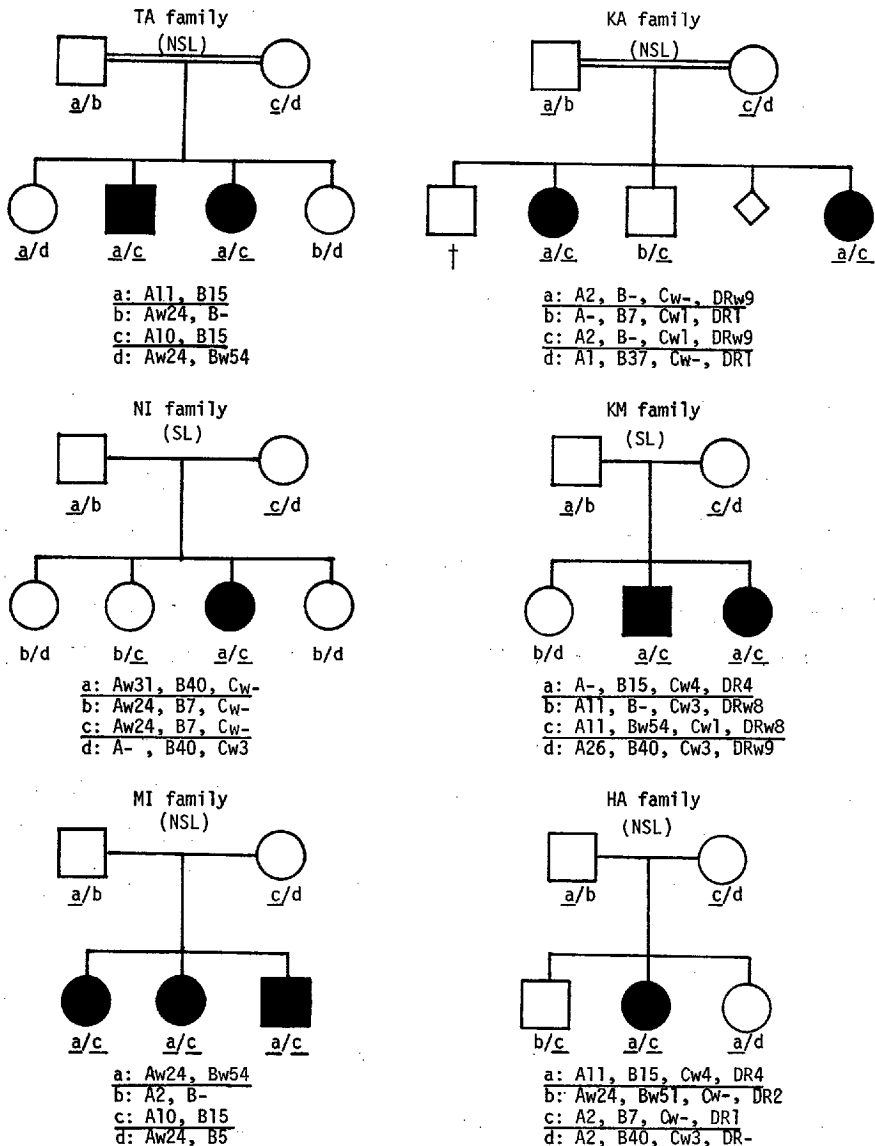 TA family
(NSL)
a/b
c/d
a/d
a/c
a/c
b/d
a: A11, B15
b: Aw24, B-
c: A10, B15
d: Aw24, Bw54
KA family
(NSL)
a/b
c/d
†
a/c
b/c
a/c
a: A2, B-, Cw-, DRw9
b: A-, B7, Cw1, DR1
c: A2, B-, Cw1, DRw9
d: A1, B37, Cw-, DR1
NI family
(SL)
a/b
c/d
b/d
b/c
a/c
b/d
a: Aw31, B40, Cw-
b: Aw24, B7, Cw-
c: Aw24, B7, Cw-
d: A- , B40, Cw3
KM family
(SL)
a/b
c/d
b/d
a/c
a/c
a: A-, B15, Cw4, DR4
b: A11, B-, Cw3, DRw8
c: A11, Bw54, Cw1, DRw8
d: A26, B40, Cw3, DRw9
MI family
(NSL)
a/b
c/d
a/c
a/c
a/c
a: Aw24, Bw54
b: A2, B-
c: A10, B15
d: Aw24, B5
HA family
(NSL)
a/b
c/d
b/c
a/c
a/d
a: A11, B15, Cw4, DR4
b: Aw24, Bw51, Cw-, DR2
c: A2, B7, Cw-, DR1
d: A2, B40, Cw3, DR-